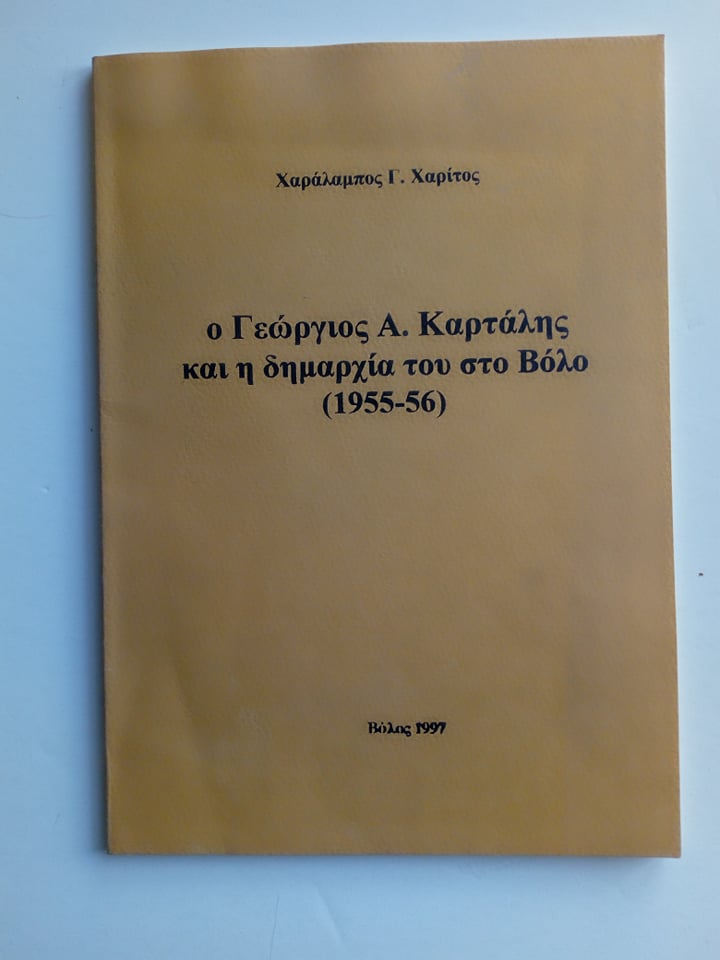 Χαράλαμπος Γ. Χαρίτος
ο Γεώργιος Α. Καρτάλης
και η δημαρχία του στο Βόλο
(1955-56)
Βόλος 1997